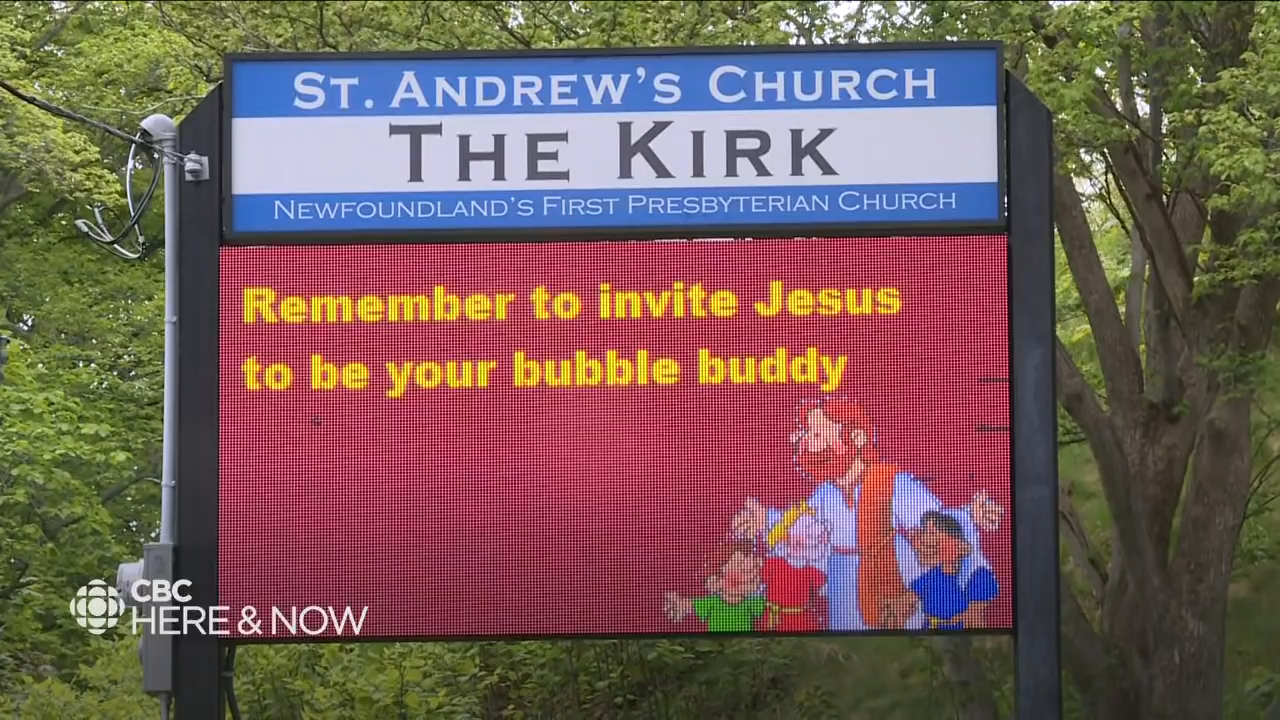 ST. ANDREW'S CHURCH
THE KIRK
NEWFOUNDLAND'S FIRST PRESBYTERIAN CHURCH
Remember to invite Jesus
to be your bubble buddy
CBC
HERE & NOW